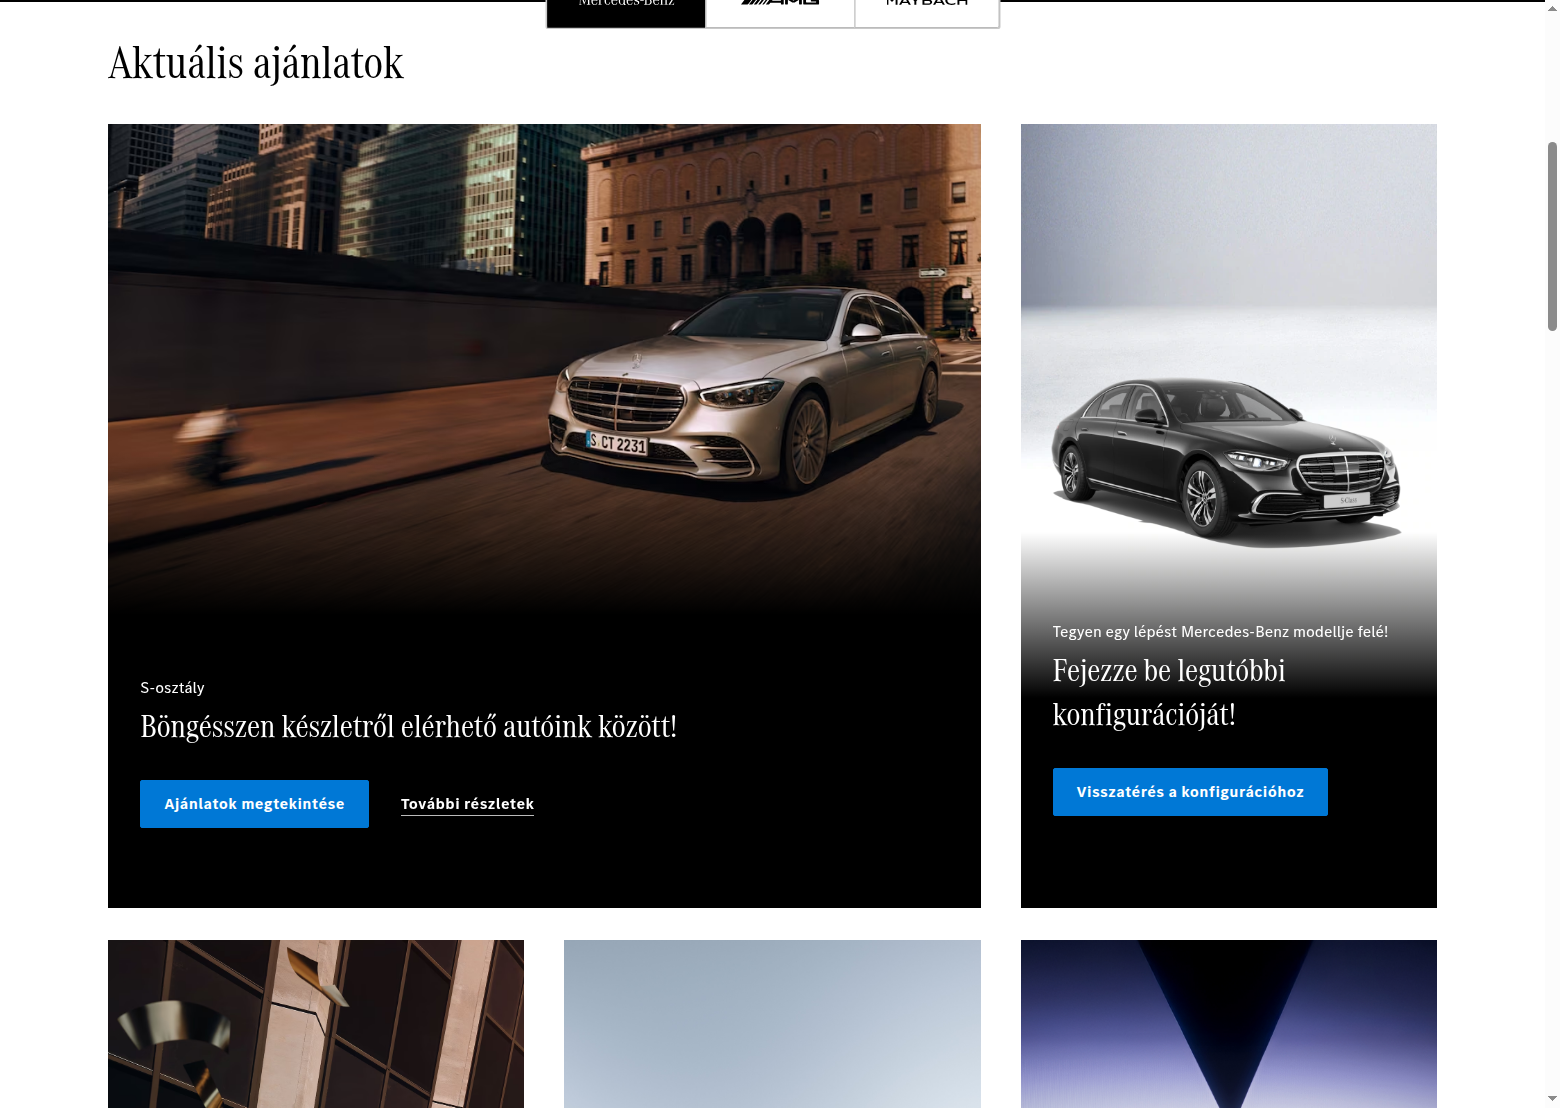 Mercedes-Benz
AMG
MAYBACH
Aktuális ajánlatok
S CT 2231
S-Class
Tegyen egy lépést Mercedes-Benz modellje felé!
Fejezze be legutóbbi
konfigurációját!
Visszatérés a konfigurációhoz
S-osztály
Böngésszen készletről elérhető autóink között!
Ajánlatok megtekintése
További részletek